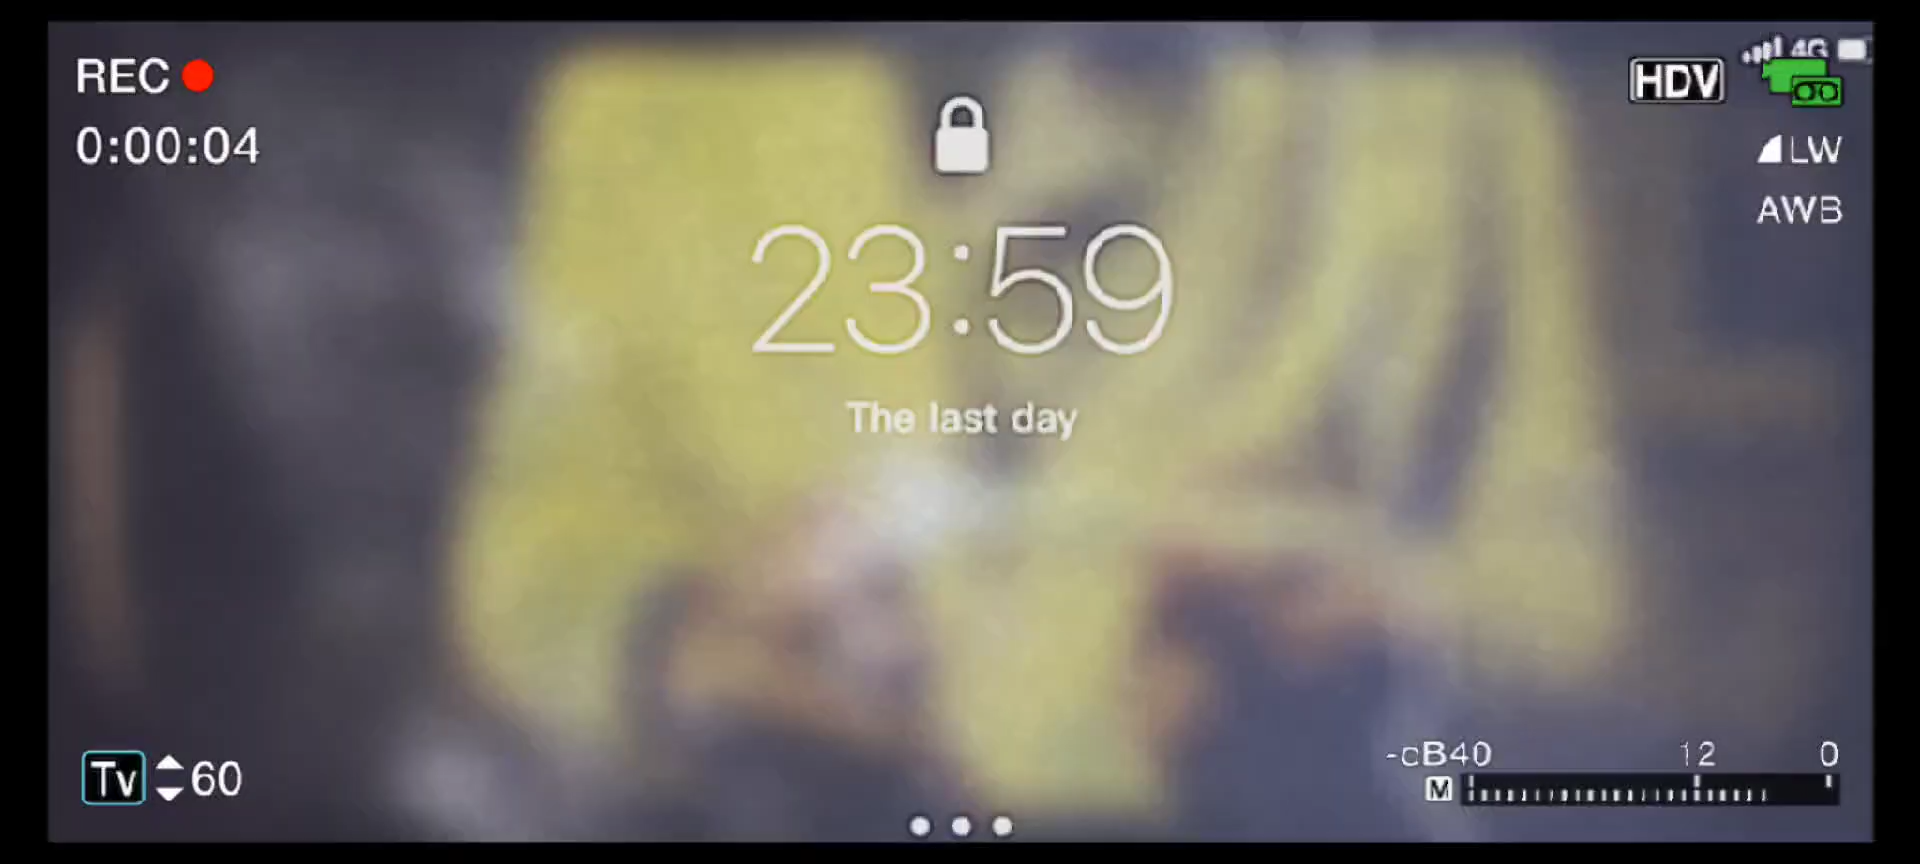 REC
0:00:04
4G
HDV
LW
AWB
23:59
The last day
Tv 60
-cB40 12 0
M